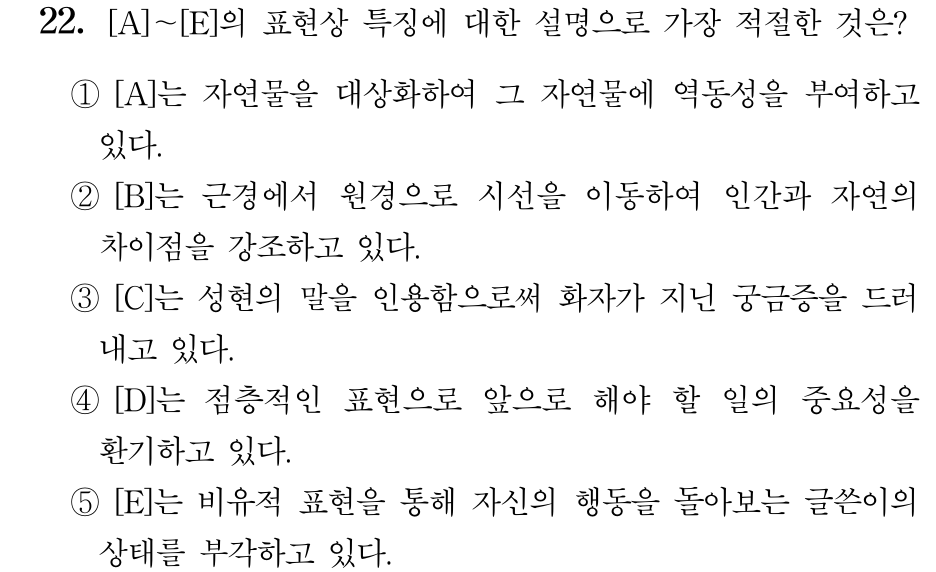 22. [A]~[E]의 표현상 특징에 대한 설명으로 가장 적절한 것은?
① [A]는 자연물을 대상화하여 그 자연물에 역동성을 부여하고
있다.
② [B]는 근경에서 원경으로 시선을 이동하여 인간과 자연의
차이점을 강조하고 있다.
③ [C]는 성현의 말을 인용함으로써 화자가 지닌 궁금증을 드러
내고 있다.
④ [D]는 점층적인 표현으로 앞으로 해야 할 일의 중요성을
환기하고 있다.
⑤ [E]는 비유적 표현을 통해 자신의 행동을 돌아보는 글쓴이의
상태를 부각하고 있다.